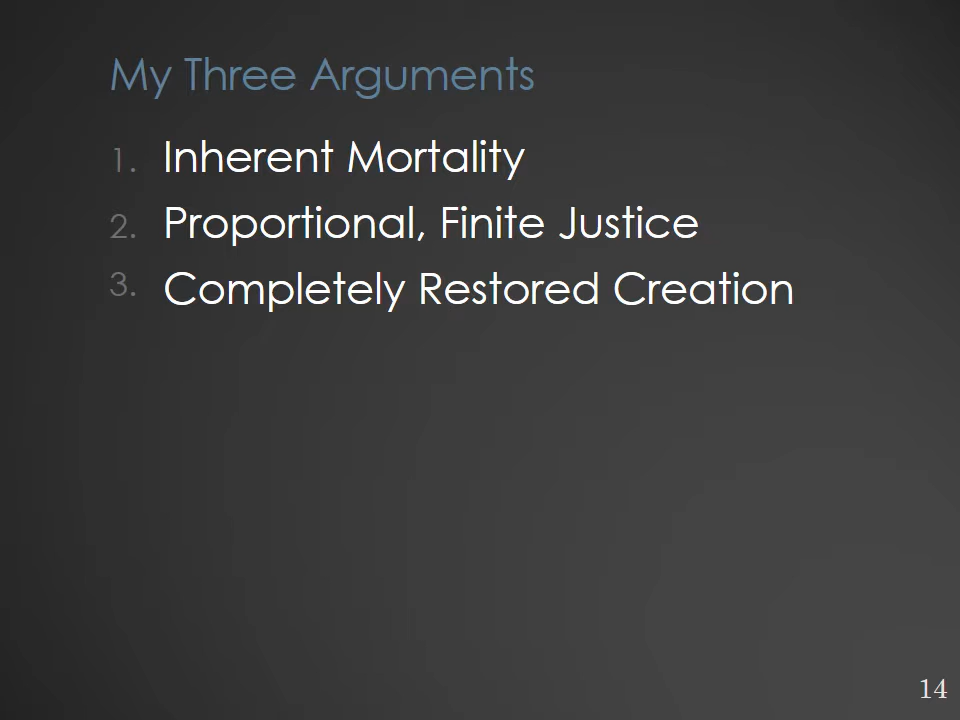 My Three Arguments
1. Inherent Mortality
2. Proportional, Finite Justice
3. Completely Restored Creation
14